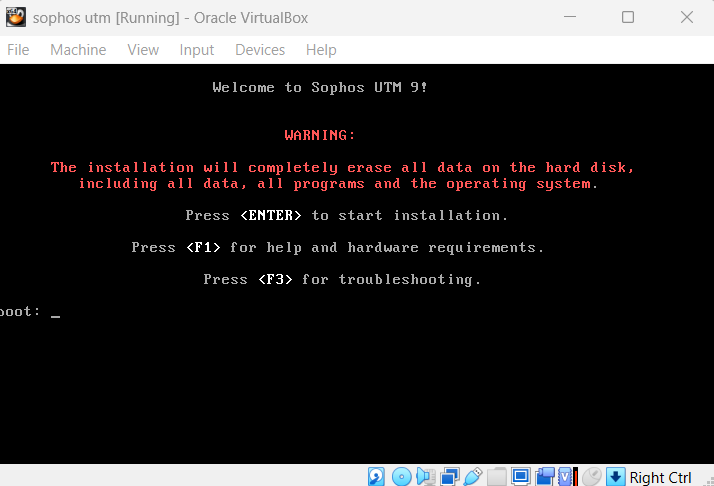 sophos utm [Running] - Oracle VirtualBox
File Machine View Input Devices Help
Welcome to Sophos UTM 9!
WARNING:
The installation will completely erase all data on the hard disk,
including all data, all programs and the operating system.
Press <ENTER> to start installation.
Press <F1> for help and hardware requirements.
Press <F3> for troubleshooting.
boot: _
Right Ctrl